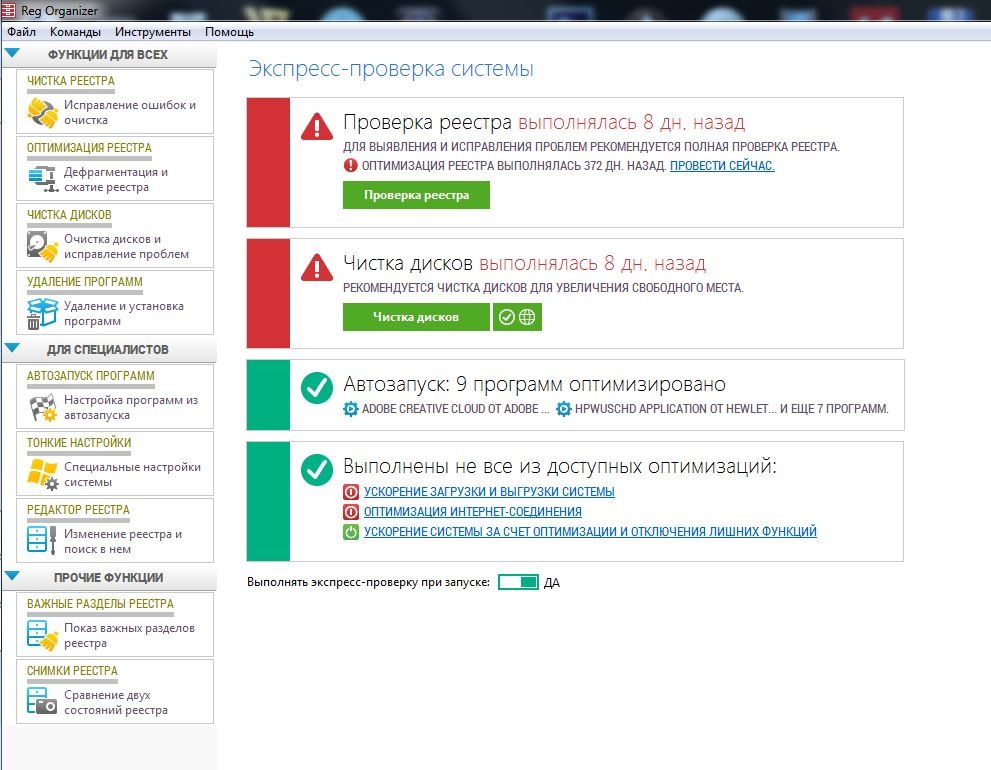 Reg Organizer
Файл Команды Инструменты Помощь
ФУНКЦИИ ДЛЯ ВСЕХ
ЧИСТКА РЕЕСТРА
Исправление ошибок и
очистка
ОПТИМИЗАЦИЯ РЕЕСТРА
Дефрагментация и
сжатие реестра
ЧИСТКА ДИСКОВ
Очистка дисков и
исправление проблем
УДАЛЕНИЕ ПРОГРАММ
Удаление и установка
программ
ДЛЯ СПЕЦИАЛИСТОВ
АВТОЗАПУСК ПРОГРАММ
Настройка программ из
автозапуска
ТОНКИЕ НАСТРОЙКИ
Специальные настройки
системы
РЕДАКТОР РЕЕСТРА
Изменение реестра и
поиск в нем
ПРОЧИЕ ФУНКЦИИ
ВАЖНЫЕ РАЗДЕЛЫ РЕЕСТРА
Показ важных разделов
реестра
СНИМКИ РЕЕСТРА
Сравнение двух
состояний реестра
Экспресс-проверка системы
Проверка реестра выполнялась 8 дн. назад
ДЛЯ ВЫЯВЛЕНИЯ И ИСПРАВЛЕНИЯ ПРОБЛЕМ РЕКОМЕНДУЕТСЯ ПОЛНАЯ ПРОВЕРКА РЕЕСТРА.
ОПТИМИЗАЦИЯ РЕЕСТРА ВЫПОЛНЯЛАСЬ 372 ДН. НАЗАД. ПРОВЕСТИ СЕЙЧАС.
Проверка реестра
Чистка дисков выполнялась 8 дн. назад
РЕКОМЕНДУЕТСЯ ЧИСТКА ДИСКОВ ДЛЯ УВЕЛИЧЕНИЯ СВОБОДНОГО МЕСТА.
Чистка дисков
Автозапуск: 9 программ оптимизировано
ADOBE CREATIVE CLOUD ОТ ADOBE ... HPWUSCHD APPLICATION ОТ HEWLET... И ЕЩЕ 7 ПРОГРАММ.
Выполнены не все из доступных оптимизаций:
УСКОРЕНИЕ ЗАГРУЗКИ И ВЫГРУЗКИ СИСТЕМЫ
ОПТИМИЗАЦИЯ ИНТЕРНЕТ-СОЕДИНЕНИЯ
УСКОРЕНИЕ СИСТЕМЫ ЗА СЧЕТ ОПТИМИЗАЦИИ И ОТКЛЮЧЕНИЯ ЛИШНИХ ФУНКЦИЙ
Выполнять экспресс-проверку при запуске: ДА